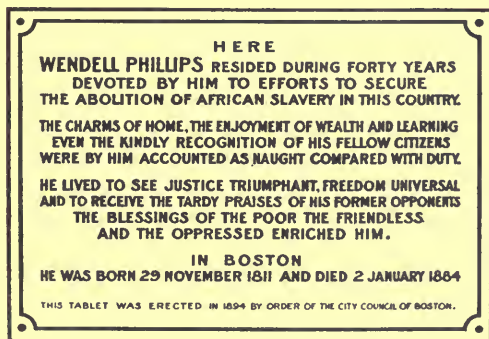 HERE
WENDELL PHILLIPS RESIDED DURING FORTY YEARS
DEVOTED BY HIM TO EFFORTS TO SECURE
THE ABOLITION OF AFRICAN SLAVERY IN THIS COUNTRY.
THE CHARMS OF HOME, THE ENJOYMENT OF WEALTH AND LEARNING
EVEN THE KINDLY RECOGNITION OF HIS FELLOW CITIZENS
WERE BY HIM ACCOUNTED AS NAUGHT COMPARED WITH DUTY.
HE LIVED TO SEE JUSTICE TRIUMPHANT, FREEDOM UNIVERSAL
AND TO RECEIVE THE TARDY PRAISES OF HIS FORMER OPPONENTS
THE BLESSINGS OF THE POOR THE FRIENDLESS
AND THE OPPRESSED ENRICHED HIM.
IN BOSTON
HE WAS BORN 29 NOVEMBER 1811 AND DIED 2 JANUARY 1884
THIS TABLET WAS ERECTED IN 1894 BY ORDER OF THE CITY COUNCIL OF BOSTON.